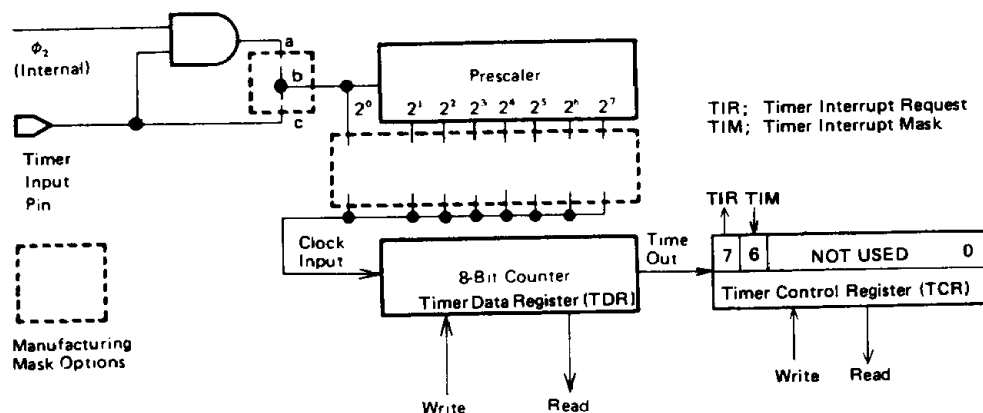 ϕ₂
(Internal)
a
b
c
Timer
Input
Pin
Prescaler
2⁰ 2¹ 2² 2³ 2⁴ 2⁵ 2⁶ 2⁷
TIR; Timer Interrupt Request
TIM; Timer Interrupt Mask
Clock
Input
8-Bit Counter
Timer Data Register (TDR)
Time
Out
TIR TIM
7 6 NOT USED 0
Timer Control Register (TCR)
Manufacturing
Mask Options
Write Read
Write Read